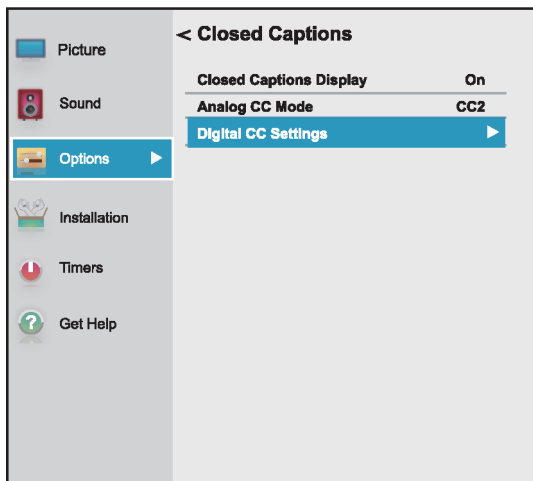 Picture
Sound
Options
Installation
Timers
Get Help
< Closed Captions
Closed Captions Display On
Analog CC Mode CC2
Digital CC Settings